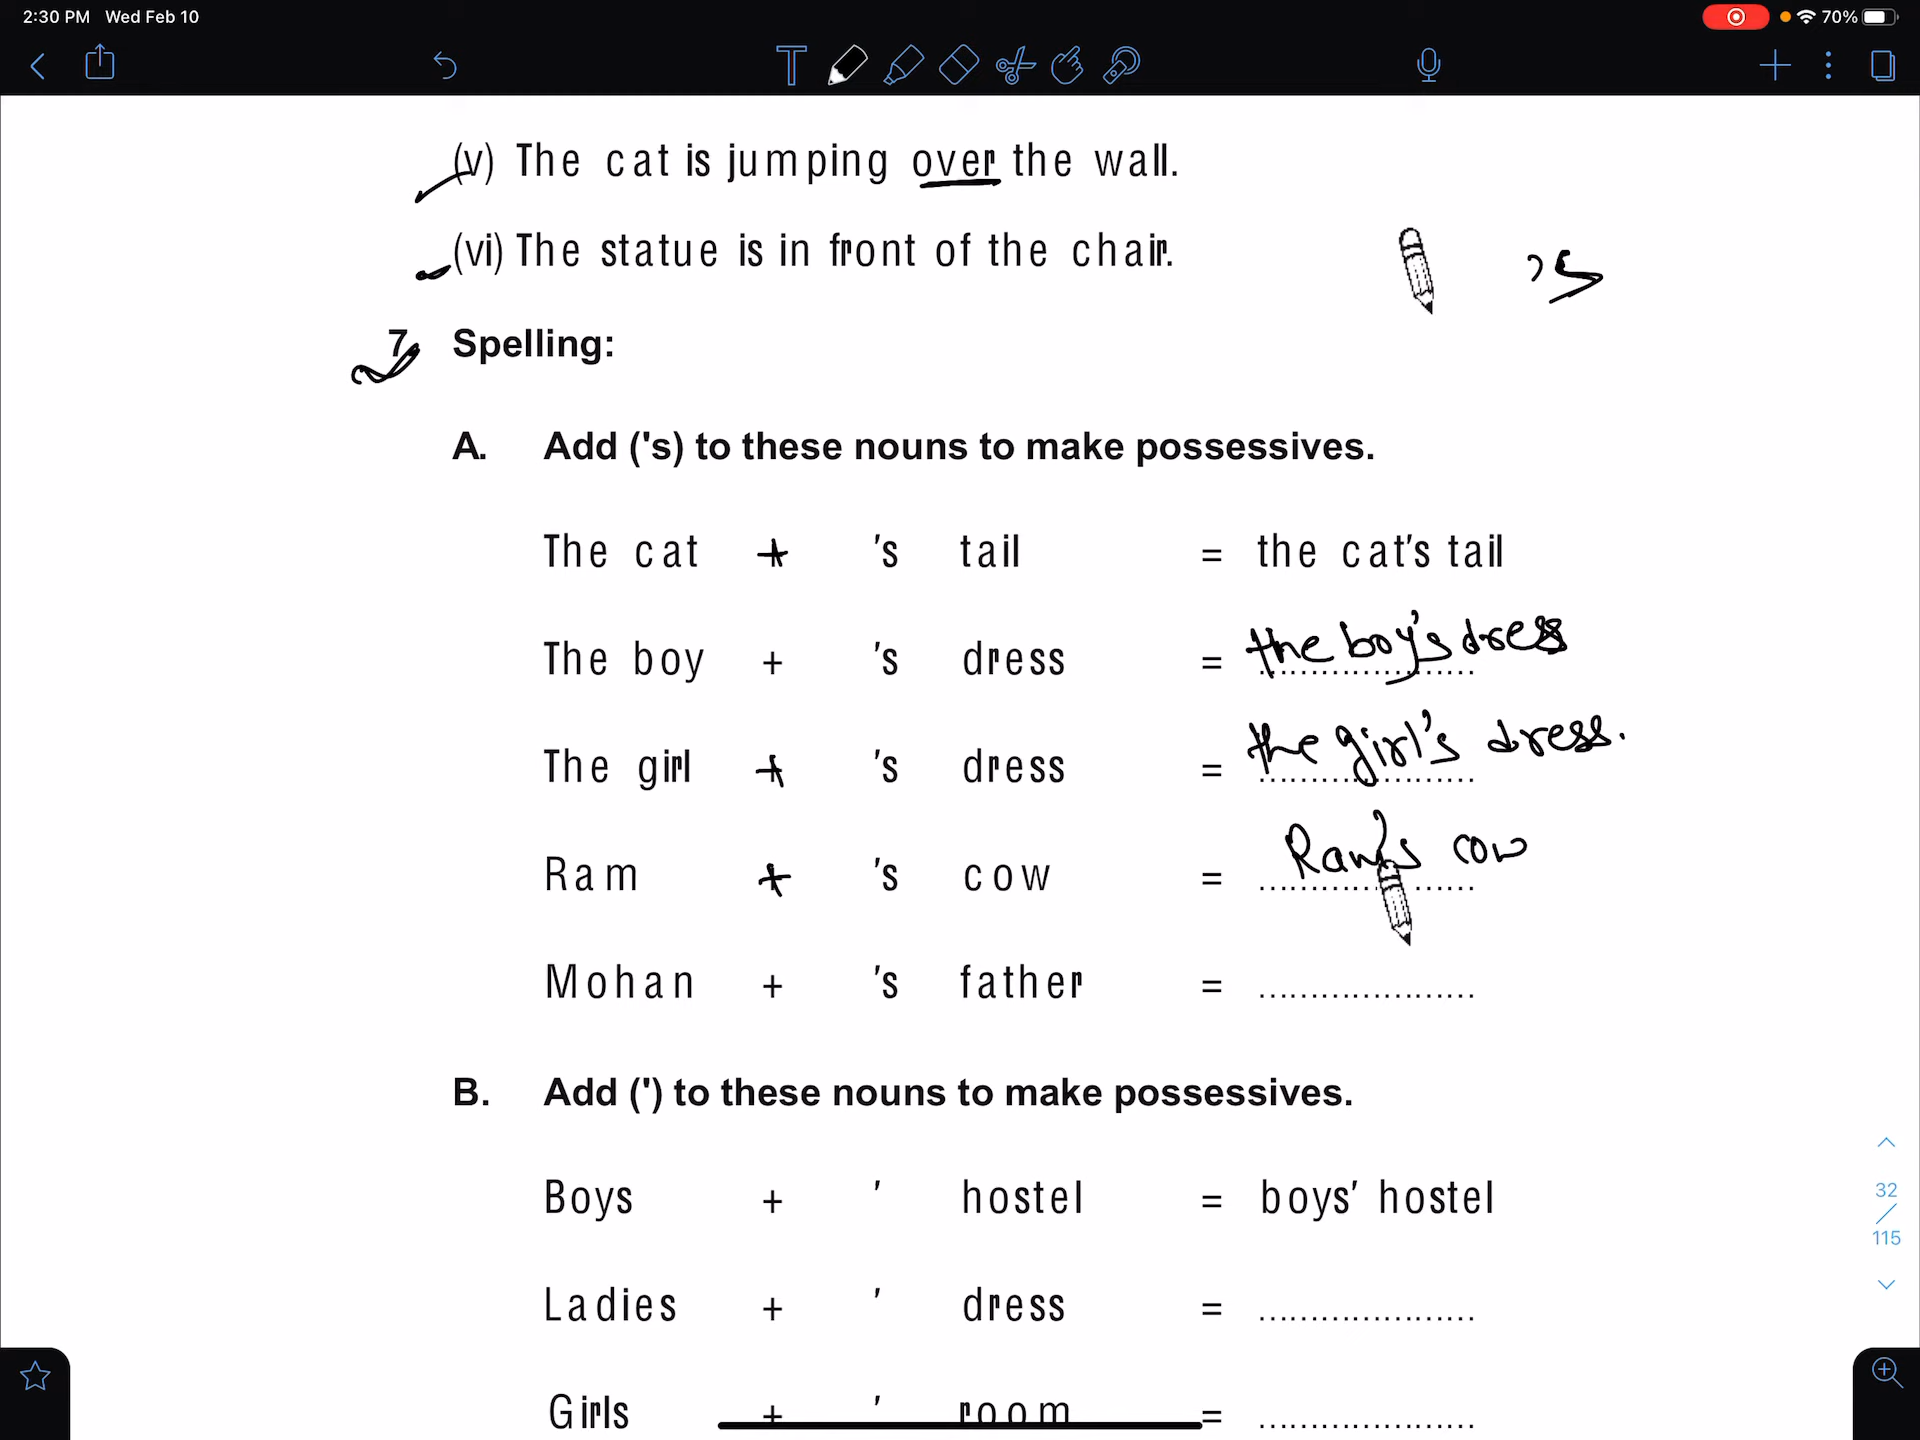 2:30 PM Wed Feb 10
70%
(v) The cat is jumping over the wall.
(vi) The statue is in front of the chair.
's
7. Spelling:
A. Add ('s) to these nouns to make possessives.
The cat + 's tail = the cat's tail
The boy + 's dress = the boy's dress
The girl + 's dress = the girl's dress.
Ram + 's cow = Ram's cow
Mohan + 's father = ....................
B. Add (') to these nouns to make possessives.
Boys + ' hostel = boys' hostel
32
/
115
Ladies + ' dress = ....................
Girls + ' room = ....................